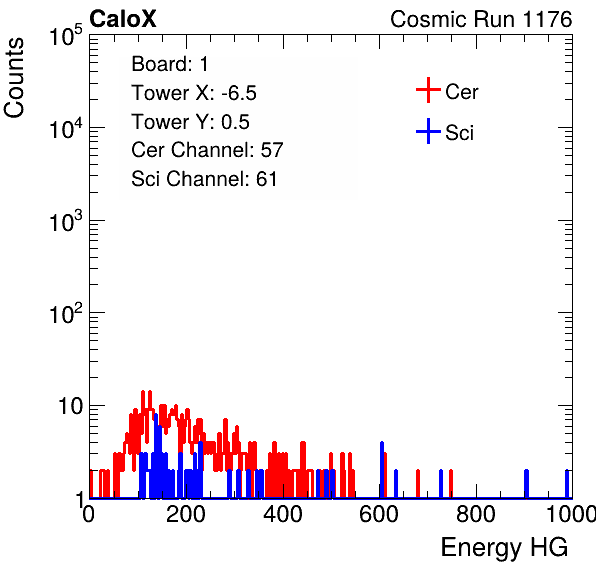 CaloX Cosmic Run 1176
Counts
10^5
10^4
10^3
10^2
10
1
Board: 1
Tower X: -6.5
Tower Y: 0.5
Cer Channel: 57
Sci Channel: 61
Cer
Sci
0 200 400 600 800 1000
Energy HG